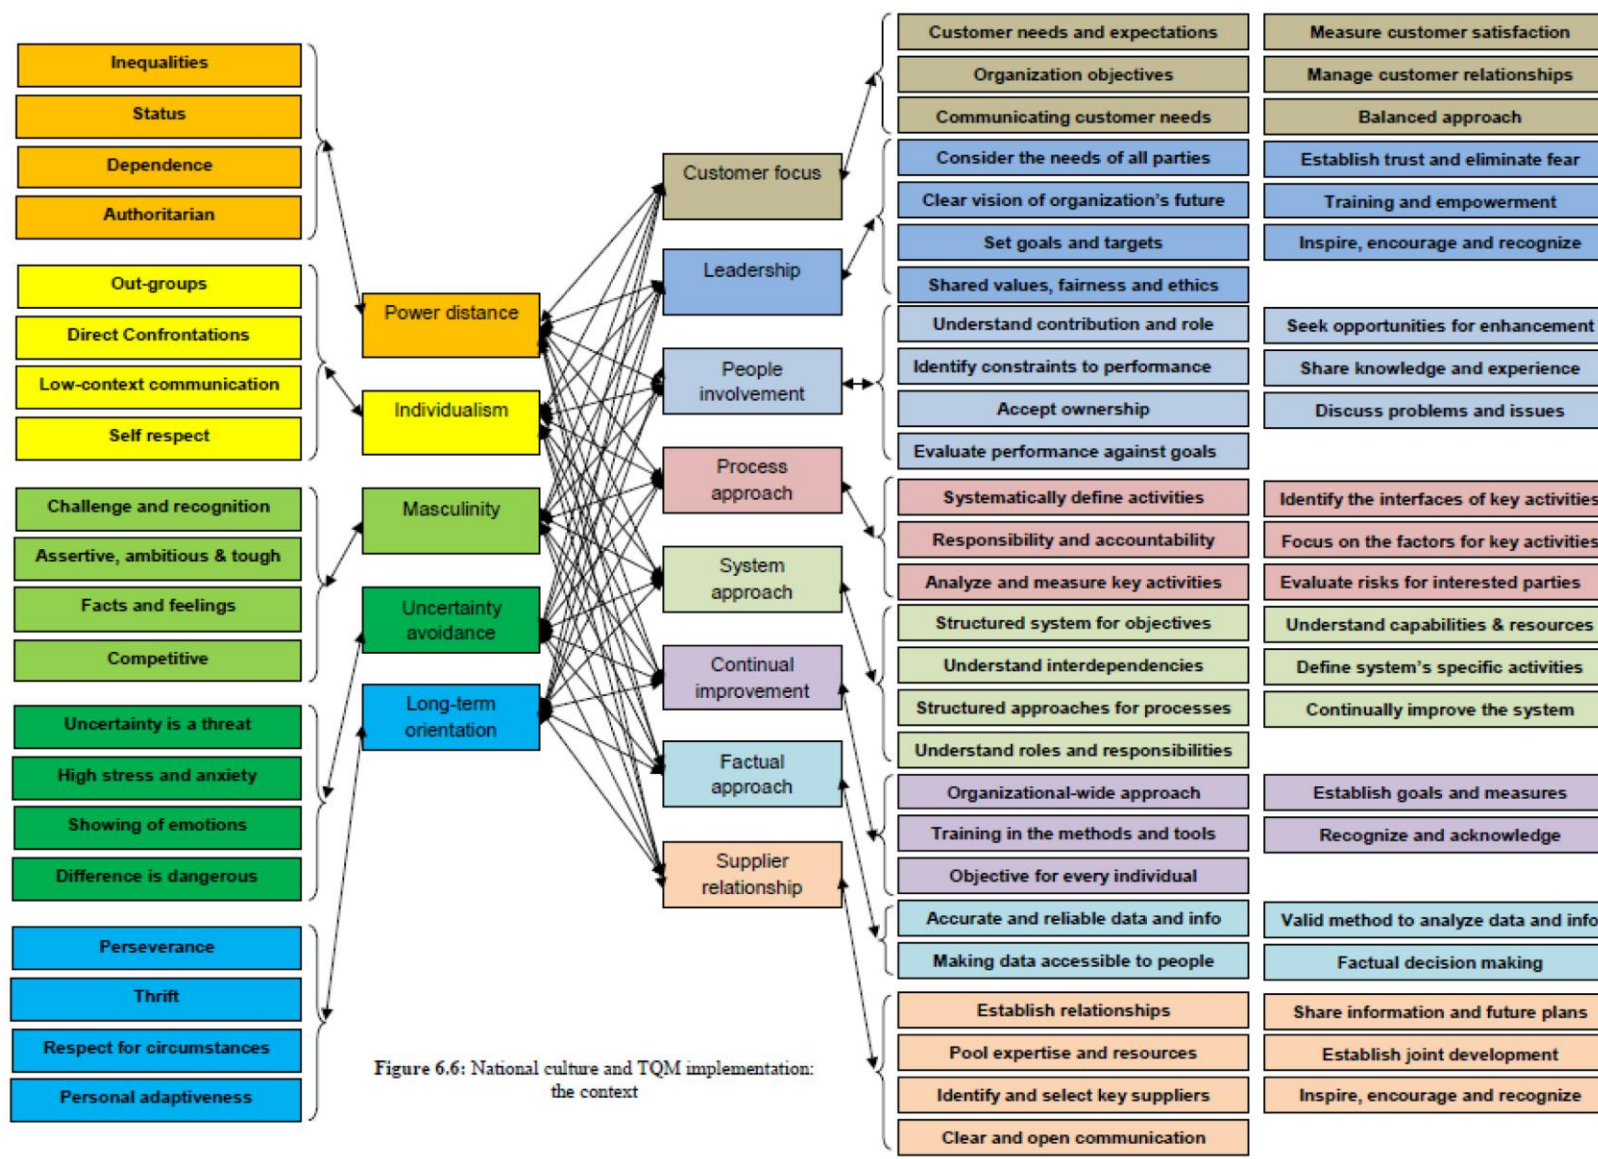 Inequalities
Status
Dependence
Authoritarian
Out-groups
Direct Confrontations
Low-context communication
Self respect
Challenge and recognition
Assertive, ambitious & tough
Facts and feelings
Competitive
Uncertainty is a threat
High stress and anxiety
Showing of emotions
Difference is dangerous
Perseverance
Thrift
Respect for circumstances
Personal adaptiveness
Power distance
Individualism
Masculinity
Uncertainty
avoidance
Long-term
orientation
Customer focus
Leadership
People
involvement
Process
approach
System
approach
Continual
improvement
Factual
approach
Supplier
relationship
Customer needs and expectations
Measure customer satisfaction
Organization objectives
Manage customer relationships
Communicating customer needs
Balanced approach
Consider the needs of all parties
Establish trust and eliminate fear
Clear vision of organization's future
Training and empowerment
Set goals and targets
Inspire, encourage and recognize
Shared values, fairness and ethics
Understand contribution and role
Seek opportunities for enhancement
Identify constraints to performance
Share knowledge and experience
Accept ownership
Discuss problems and issues
Evaluate performance against goals
Systematically define activities
Identify the interfaces of key activities
Responsibility and accountability
Focus on the factors for key activities
Analyze and measure key activities
Evaluate risks for interested parties
Structured system for objectives
Understand capabilities & resources
Understand interdependencies
Define system's specific activities
Structured approaches for processes
Continually improve the system
Understand roles and responsibilities
Organizational-wide approach
Establish goals and measures
Training in the methods and tools
Recognize and acknowledge
Objective for every individual
Accurate and reliable data and info
Valid method to analyze data and info
Making data accessible to people
Factual decision making
Establish relationships
Share information and future plans
Pool expertise and resources
Establish joint development
Identify and select key suppliers
Inspire, encourage and recognize
Clear and open communication
Figure 6.6: National culture and TQM implementation:
the context